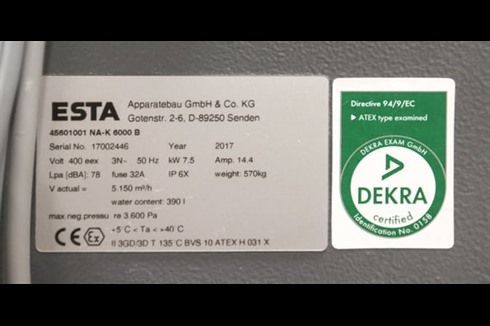 ESTA Apparatebau GmbH & Co. KG
Gotenstr. 2-6, D-89250 Senden
45601001 NA-K 6000 B
Serial No. 17002446 Year 2017
Volt 400 eex 3N~ 50 Hz kW 7.5 Amp. 14.4
Lpa [dBA]: 78 fuse 32A IP 6X weight: 570kg
V actual = 5.150 m³/h
water content: 390 l
max neg.pressu re 3.600 Pa
CE Ex +5°C < Ta < +40°C
II 3GD/3D T 135°C BVS 10 ATEX H 031 X
Directive 94/9/EC
▶ ATEX type examined
DEKRA EXAM GmbH
DEKRA
certified
Identification No. 0158